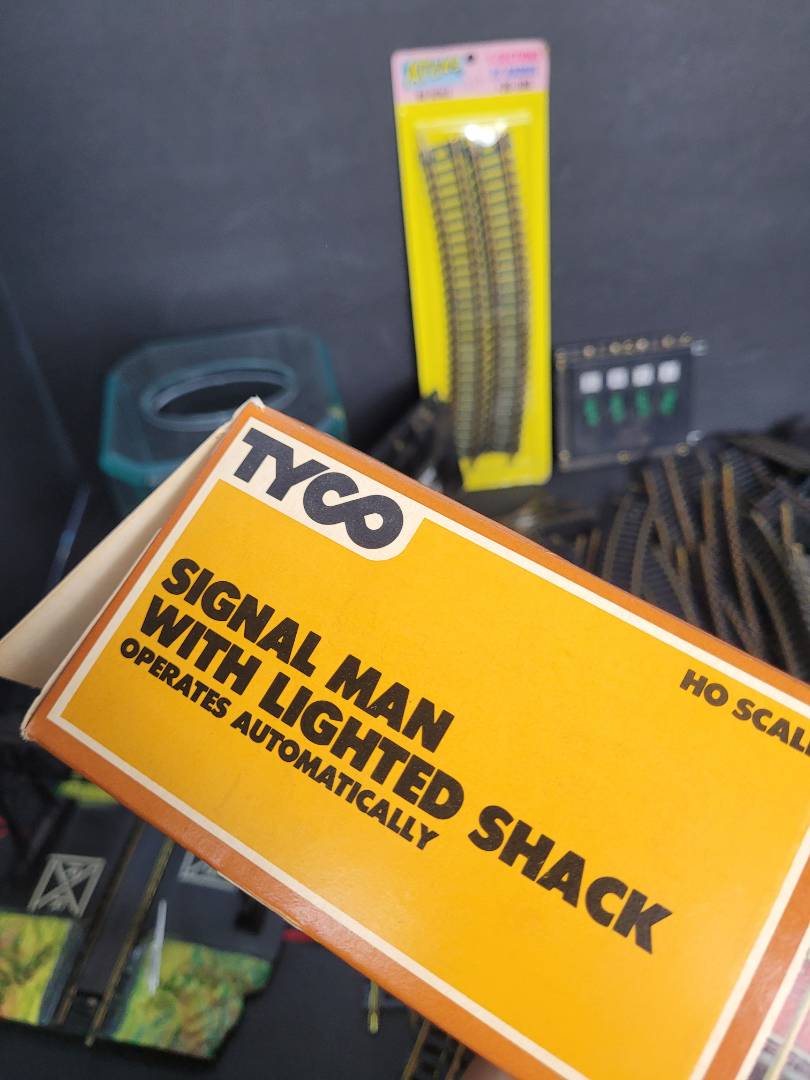 TYCO
SIGNAL MAN
WITH LIGHTED SHACK
OPERATES AUTOMATICALLY
HO SCAL